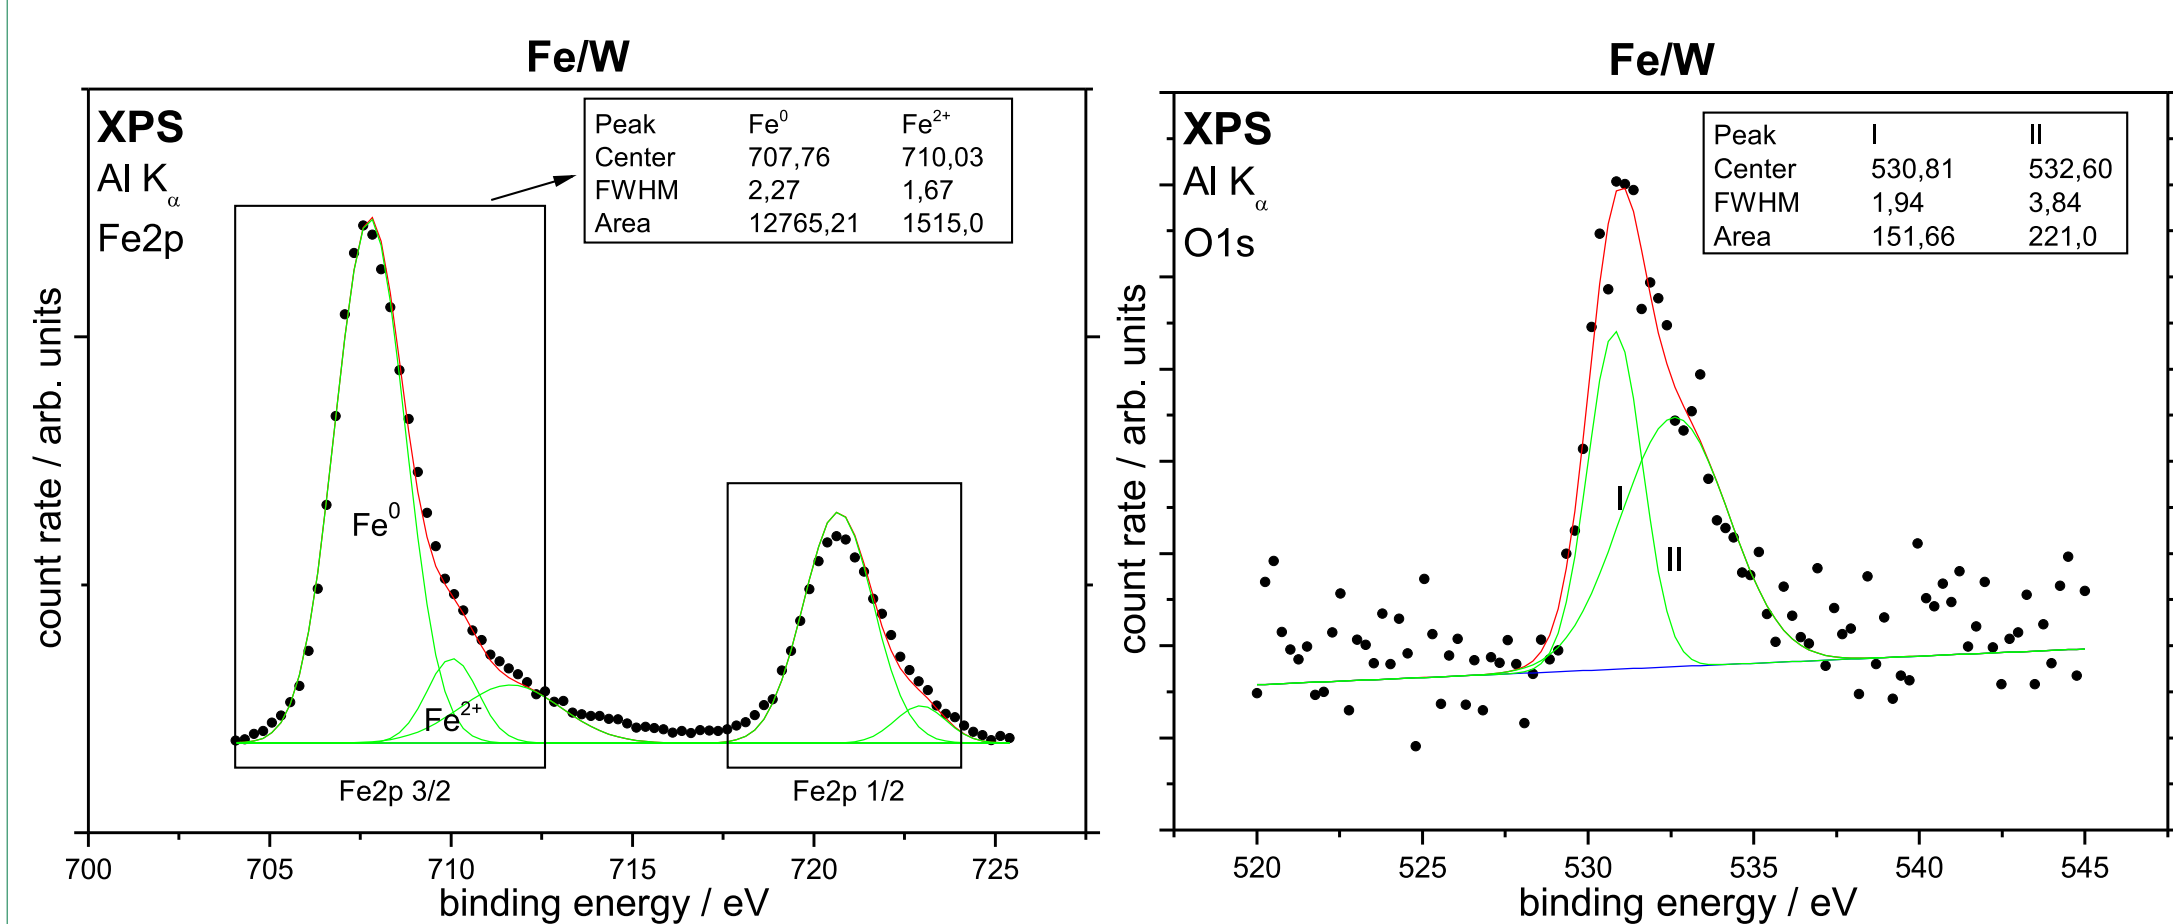 Fe/W
XPS
Al Kα
Fe2p
Peak Fe0 Fe2+
Center 707,76 710,03
FWHM 2,27 1,67
Area 12765,21 1515,0
count rate / arb. units
Fe0
Fe2+
Fe2p 3/2
Fe2p 1/2
700 705 710 715 720 725
binding energy / eV
Fe/W
XPS
Al Kα
O1s
Peak I II
Center 530,81 532,60
FWHM 1,94 3,84
Area 151,66 221,0
count rate / arb. units
I
II
520 525 530 535 540 545
binding energy / eV